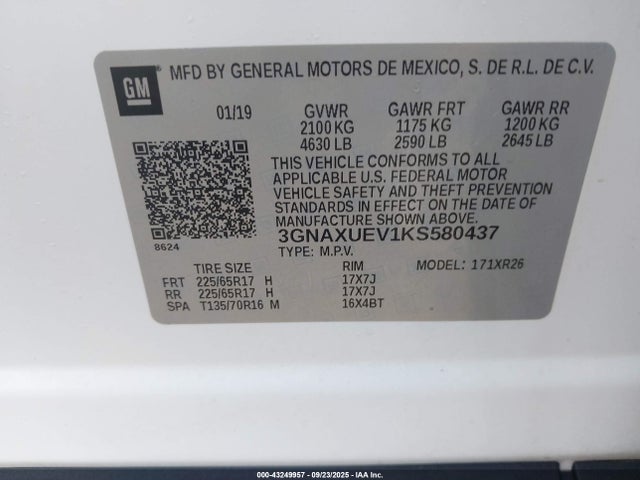 GM
MFD BY GENERAL MOTORS DE MEXICO, S. DE R.L. DE C.V.
01/19 GVWR GAWR FRT GAWR RR
2100 KG 1175 KG 1200 KG
4630 LB 2590 LB 2645 LB
THIS VEHICLE CONFORMS TO ALL
APPLICABLE U.S. FEDERAL MOTOR
VEHICLE SAFETY AND THEFT PREVENTION
STANDARDS IN EFFECT ON THE DATE OF
MANUFACTURE SHOWN ABOVE.
8624 3GNAXUEV1KS580437
TYPE: M.P.V. MODEL: 171XR26
TIRE SIZE RIM
FRT 225/65R17 H 17X7J
RR 225/65R17 H 17X7J
SPA T135/70R16 M 16X4BT
000-43249957 - 09/23/2025 - IAA Inc.